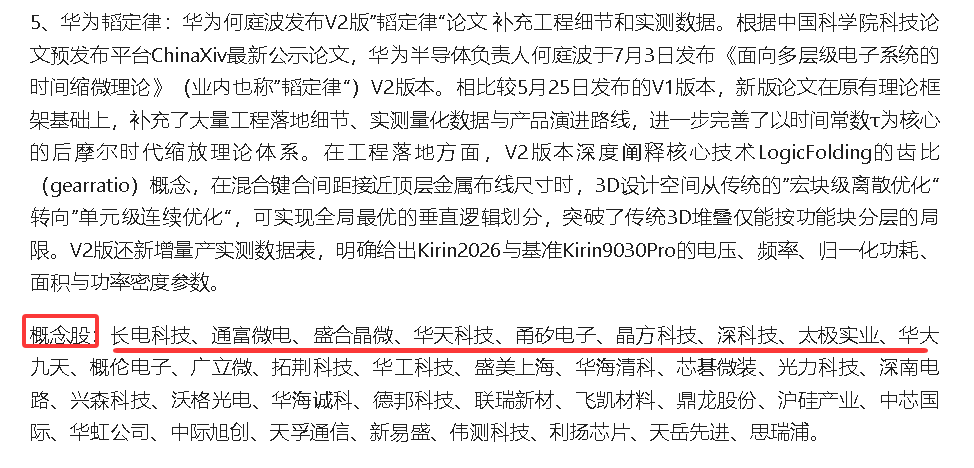 5、华为韬定律：华为何庭波发布V2版”韬定律“论文 补充工程细节和实测数据。根据中国科学院科技论
文预发布平台ChinaXiv最新公示论文，华为半导体负责人何庭波于7月3日发布《面向多层级电子系统的
时间缩微理论》（业内也称”韬定律“）V2版本。相比较5月25日发布的V1版本，新版论文在原有理论框
架基础上，补充了大量工程落地细节、实测量化数据与产品演进路线，进一步完善了以时间常数τ为核心
的后摩尔时代缩放理论体系。在工程落地方面，V2版本深度阐释核心技术LogicFolding的齿比
（gearratio）概念，在混合键合间距接近顶层金属布线尺寸时，3D设计空间从传统的”宏块级离散优化“
转向”单元级连续优化“，可实现全局最优的垂直逻辑划分，突破了传统3D堆叠仅能按功能块分层的局
限。V2版还新增量产实测数据表，明确给出Kirin2026与基准Kirin9030Pro的电压、频率、归一化功耗、
面积与功率密度参数。
概念股：长电科技、通富微电、盛合晶微、华天科技、甬矽电子、晶方科技、深科技、太极实业、华大
九天、概伦电子、广立微、拓荆科技、华工科技、盛美上海、华海清科、芯碁微装、光力科技、深南电
路、兴森科技、沃格光电、华海诚科、德邦科技、联瑞新材、飞凯材料、鼎龙股份、沪硅产业、中芯国
际、华虹公司、中际旭创、天孚通信、新易盛、伟测科技、利扬芯片、天岳先进、思瑞浦。